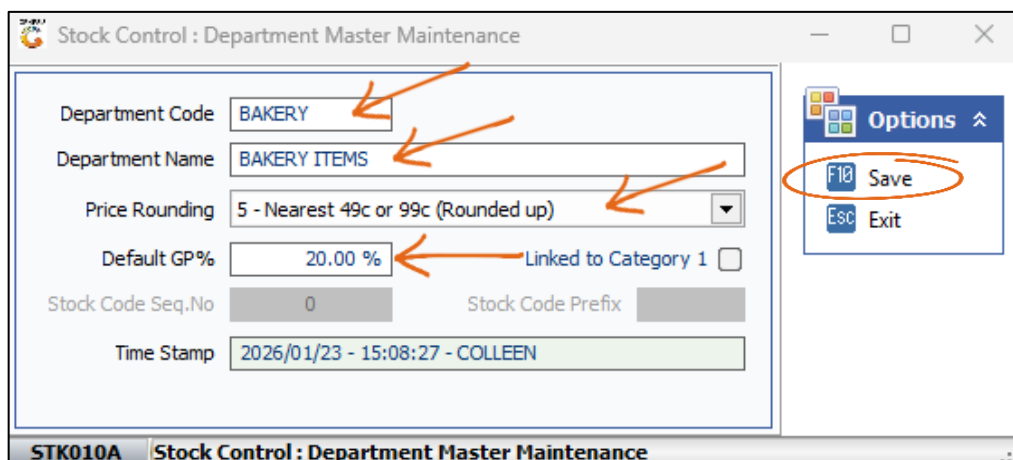 Stock Control : Department Master Maintenance
Department Code BAKERY
Department Name BAKERY ITEMS
Price Rounding 5 - Nearest 49c or 99c (Rounded up)
Default GP% 20.00 % Linked to Category 1
Stock Code Seq.No 0 Stock Code Prefix
Time Stamp 2026/01/23 - 15:08:27 - COLLEEN
Options
F10 Save
Esc Exit
STK010A Stock Control : Department Master Maintenance